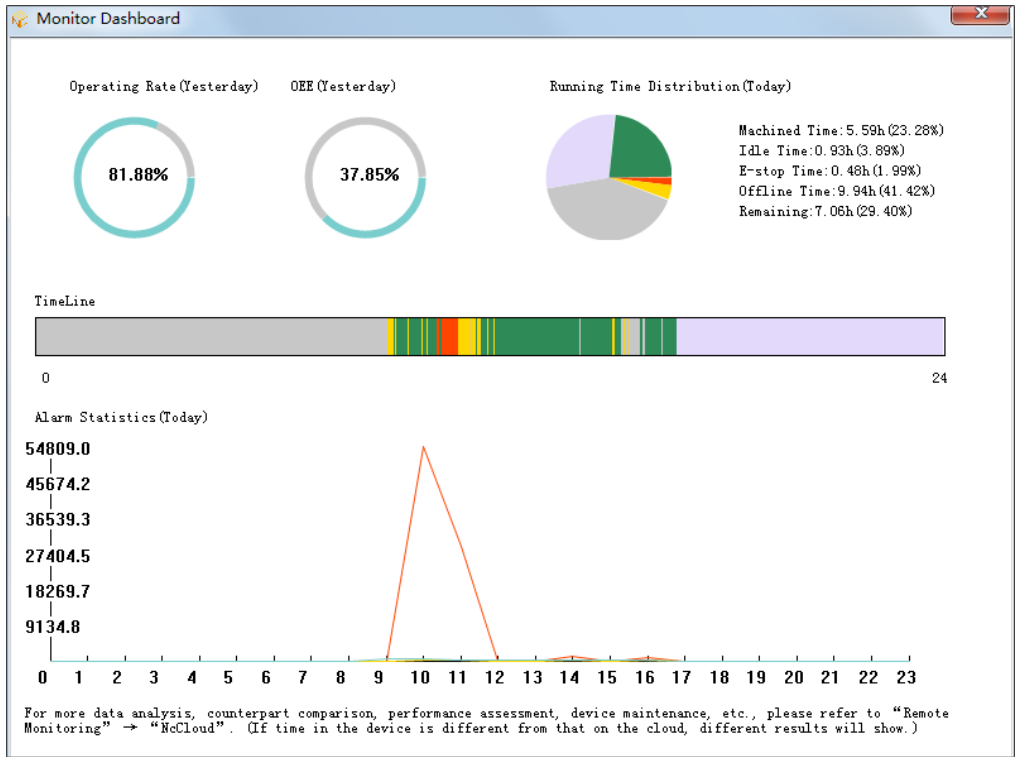 Monitor Dashboard
Operating Rate(Yesterday)
OEE(Yesterday)
Running Time Distribution(Today)
81.88%
37.85%
Machined Time:5.59h(23.28%)
Idle Time:0.93h(3.89%)
E-stop Time:0.48h(1.99%)
Offline Time:9.94h(41.42%)
Remaining:7.06h(29.40%)
TimeLine
0 24
Alarm Statistics(Today)
54809.0
45674.2
36539.3
27404.5
18269.7
9134.8
0 1 2 3 4 5 6 7 8 9 10 11 12 13 14 15 16 17 18 19 20 21 22 23
For more data analysis, counterpart comparison, performance assessment, device maintenance, etc., please refer to “Remote
Monitoring” → “NcCloud”. (If time in the device is different from that on the cloud, different results will show.)